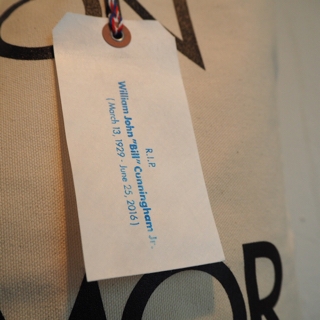 R.I.P.
William John "Bill" Cunningham Jr.
( March 13, 1929 - June 25, 2016 )